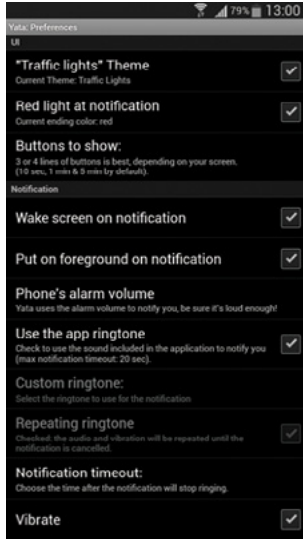 79% 13:00
Yata: Preferences
UI
"Traffic lights" Theme
Current Theme: Traffic Lights
Red light at notification
Current ending color: red
Buttons to show:
3 or 4 lines of buttons is best, depending on your screen.
(10 sec, 1 min & 5 min by default).
Notification
Wake screen on notification
Put on foreground on notification
Phone's alarm volume
Yata uses the alarm volume to notify you, be sure it's loud enough!
Use the app ringtone
Check to use the sound included in the application to notify you
(max notification timeout: 20 sec).
Custom ringtone:
Select the ringtone to use for the notification
Repeating ringtone
Checked: the audio and vibration will be repeated until the
notification is cancelled.
Notification timeout:
Choose the time after the notification will stop ringing.
Vibrate